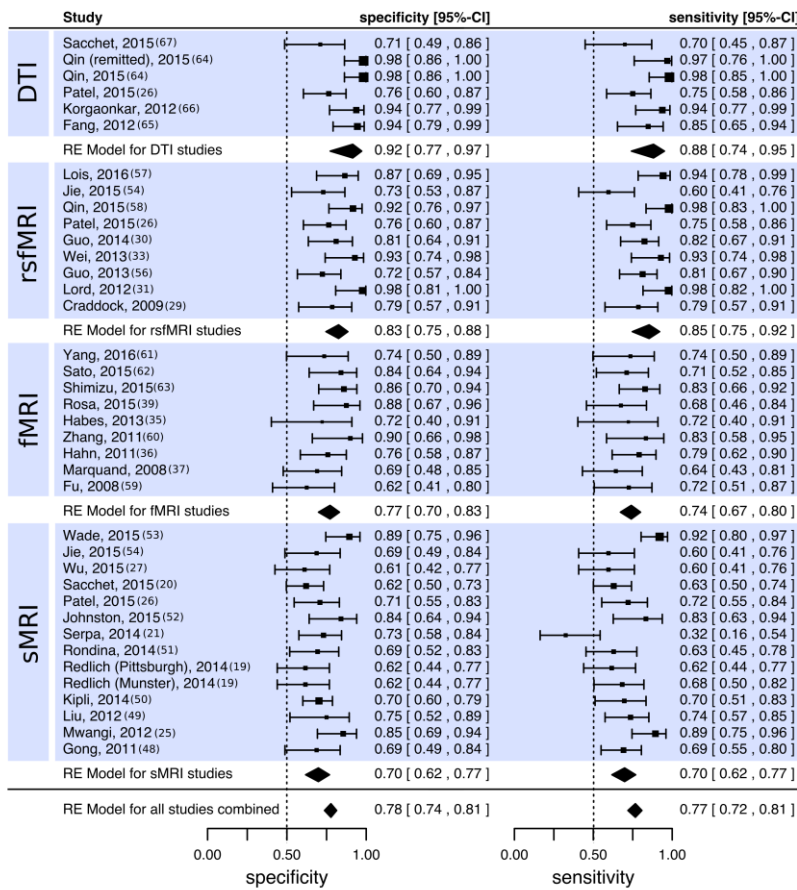 Study specificity [95%-CI] sensitivity [95%-CI]
DTI
Sacchet, 2015(67) 0.71 [ 0.49 , 0.86 ] 0.70 [ 0.45 , 0.87 ]
Qin (remitted), 2015(64) 0.98 [ 0.86 , 1.00 ] 0.97 [ 0.76 , 1.00 ]
Qin, 2015(64) 0.98 [ 0.86 , 1.00 ] 0.98 [ 0.85 , 1.00 ]
Patel, 2015(26) 0.76 [ 0.60 , 0.87 ] 0.75 [ 0.58 , 0.86 ]
Korgaonkar, 2012(66) 0.94 [ 0.77 , 0.99 ] 0.94 [ 0.77 , 0.99 ]
Fang, 2012(65) 0.94 [ 0.79 , 0.99 ] 0.85 [ 0.65 , 0.94 ]
RE Model for DTI studies 0.92 [ 0.77 , 0.97 ] 0.88 [ 0.74 , 0.95 ]
rsfMRI
Lois, 2016(57) 0.87 [ 0.69 , 0.95 ] 0.94 [ 0.78 , 0.99 ]
Jie, 2015(54) 0.73 [ 0.53 , 0.87 ] 0.60 [ 0.41 , 0.76 ]
Qin, 2015(58) 0.92 [ 0.76 , 0.97 ] 0.98 [ 0.83 , 1.00 ]
Patel, 2015(26) 0.76 [ 0.60 , 0.87 ] 0.75 [ 0.58 , 0.86 ]
Guo, 2014(30) 0.81 [ 0.64 , 0.91 ] 0.82 [ 0.67 , 0.91 ]
Wei, 2013(33) 0.93 [ 0.74 , 0.98 ] 0.93 [ 0.74 , 0.98 ]
Guo, 2013(56) 0.72 [ 0.57 , 0.84 ] 0.81 [ 0.67 , 0.90 ]
Lord, 2012(31) 0.98 [ 0.81 , 1.00 ] 0.98 [ 0.82 , 1.00 ]
Craddock, 2009(29) 0.79 [ 0.57 , 0.91 ] 0.79 [ 0.57 , 0.91 ]
RE Model for rsfMRI studies 0.83 [ 0.75 , 0.88 ] 0.85 [ 0.75 , 0.92 ]
fMRI
Yang, 2016(61) 0.74 [ 0.50 , 0.89 ] 0.74 [ 0.50 , 0.89 ]
Sato, 2015(62) 0.84 [ 0.64 , 0.94 ] 0.71 [ 0.52 , 0.85 ]
Shimizu, 2015(63) 0.86 [ 0.70 , 0.94 ] 0.83 [ 0.66 , 0.92 ]
Rosa, 2015(39) 0.88 [ 0.67 , 0.96 ] 0.68 [ 0.46 , 0.84 ]
Habes, 2013(35) 0.72 [ 0.40 , 0.91 ] 0.72 [ 0.40 , 0.91 ]
Zhang, 2011(60) 0.90 [ 0.66 , 0.98 ] 0.83 [ 0.58 , 0.95 ]
Hahn, 2011(36) 0.76 [ 0.58 , 0.87 ] 0.79 [ 0.62 , 0.90 ]
Marquand, 2008(37) 0.69 [ 0.48 , 0.85 ] 0.64 [ 0.43 , 0.81 ]
Fu, 2008(59) 0.62 [ 0.41 , 0.80 ] 0.72 [ 0.51 , 0.87 ]
RE Model for fMRI studies 0.77 [ 0.70 , 0.83 ] 0.74 [ 0.67 , 0.80 ]
sMRI
Wade, 2015(53) 0.89 [ 0.75 , 0.96 ] 0.92 [ 0.80 , 0.97 ]
Jie, 2015(54) 0.69 [ 0.49 , 0.84 ] 0.60 [ 0.41 , 0.76 ]
Wu, 2015(27) 0.61 [ 0.42 , 0.77 ] 0.60 [ 0.41 , 0.76 ]
Sacchet, 2015(20) 0.62 [ 0.50 , 0.73 ] 0.63 [ 0.50 , 0.74 ]
Patel, 2015(26) 0.71 [ 0.55 , 0.83 ] 0.72 [ 0.55 , 0.84 ]
Johnston, 2015(52) 0.84 [ 0.64 , 0.94 ] 0.83 [ 0.63 , 0.94 ]
Serpa, 2014(21) 0.73 [ 0.58 , 0.84 ] 0.32 [ 0.16 , 0.54 ]
Rondina, 2014(51) 0.69 [ 0.52 , 0.83 ] 0.63 [ 0.45 , 0.78 ]
Redlich (Pittsburgh), 2014(19) 0.62 [ 0.44 , 0.77 ] 0.62 [ 0.44 , 0.77 ]
Redlich (Munster), 2014(19) 0.62 [ 0.44 , 0.77 ] 0.68 [ 0.50 , 0.82 ]
Kipli, 2014(50) 0.70 [ 0.60 , 0.79 ] 0.70 [ 0.51 , 0.83 ]
Liu, 2012(49) 0.75 [ 0.52 , 0.89 ] 0.74 [ 0.57 , 0.85 ]
Mwangi, 2012(25) 0.85 [ 0.69 , 0.94 ] 0.89 [ 0.75 , 0.96 ]
Gong, 2011(48) 0.69 [ 0.49 , 0.84 ] 0.69 [ 0.55 , 0.80 ]
RE Model for sMRI studies 0.70 [ 0.62 , 0.77 ] 0.70 [ 0.62 , 0.77 ]
RE Model for all studies combined 0.78 [ 0.74 , 0.81 ] 0.77 [ 0.72 , 0.81 ]
0.00 0.50 1.00 0.00 0.50 1.00
specificity sensitivity